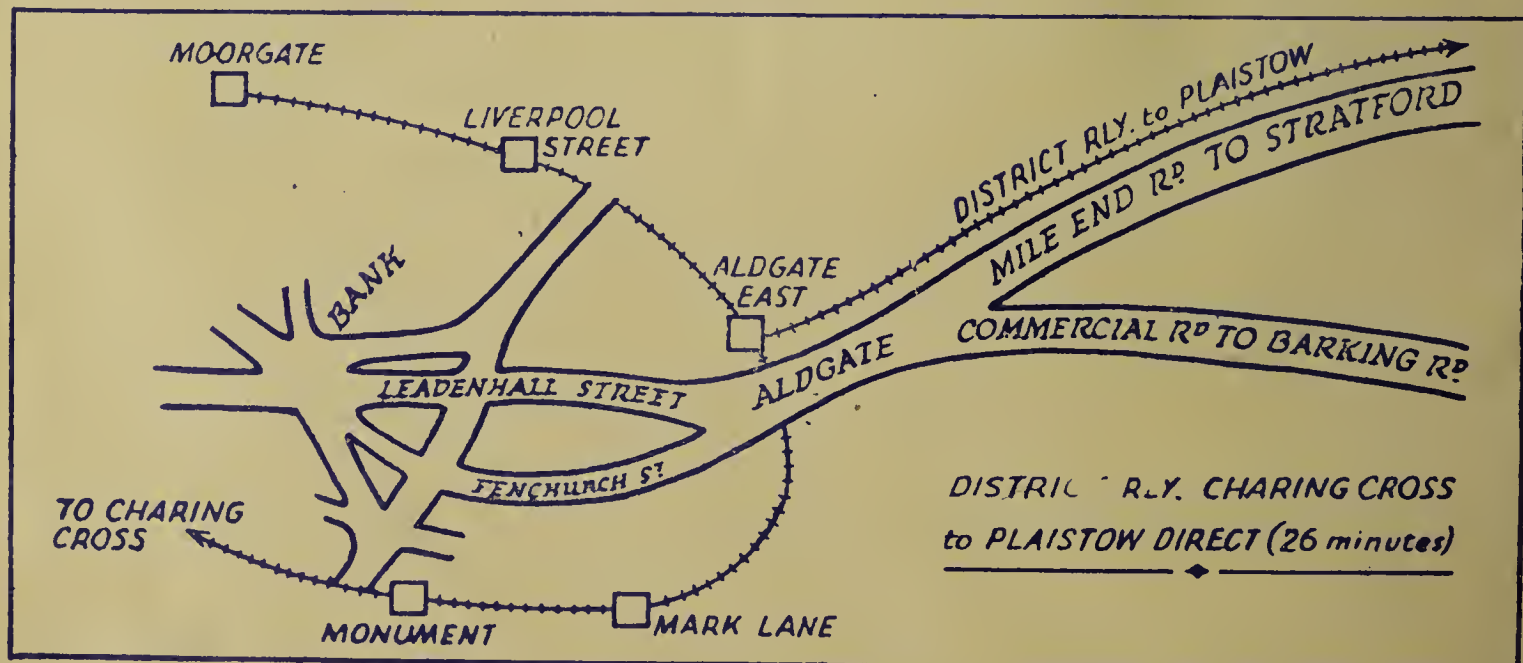 MOORGATE
LIVERPOOL
STREET
DISTRICT RLY. to PLAISTOW
MILE END RD. TO STRATFORD
BANK
ALDGATE
EAST
ALDGATE
COMMERCIAL RD TO BARKING RD.
LEADENHALL STREET
FENCHURCH ST.
TO CHARING
CROSS
DISTRIC RLY. CHARING CROSS
to PLAISTOW DIRECT (26 minutes)
MONUMENT
MARK LANE